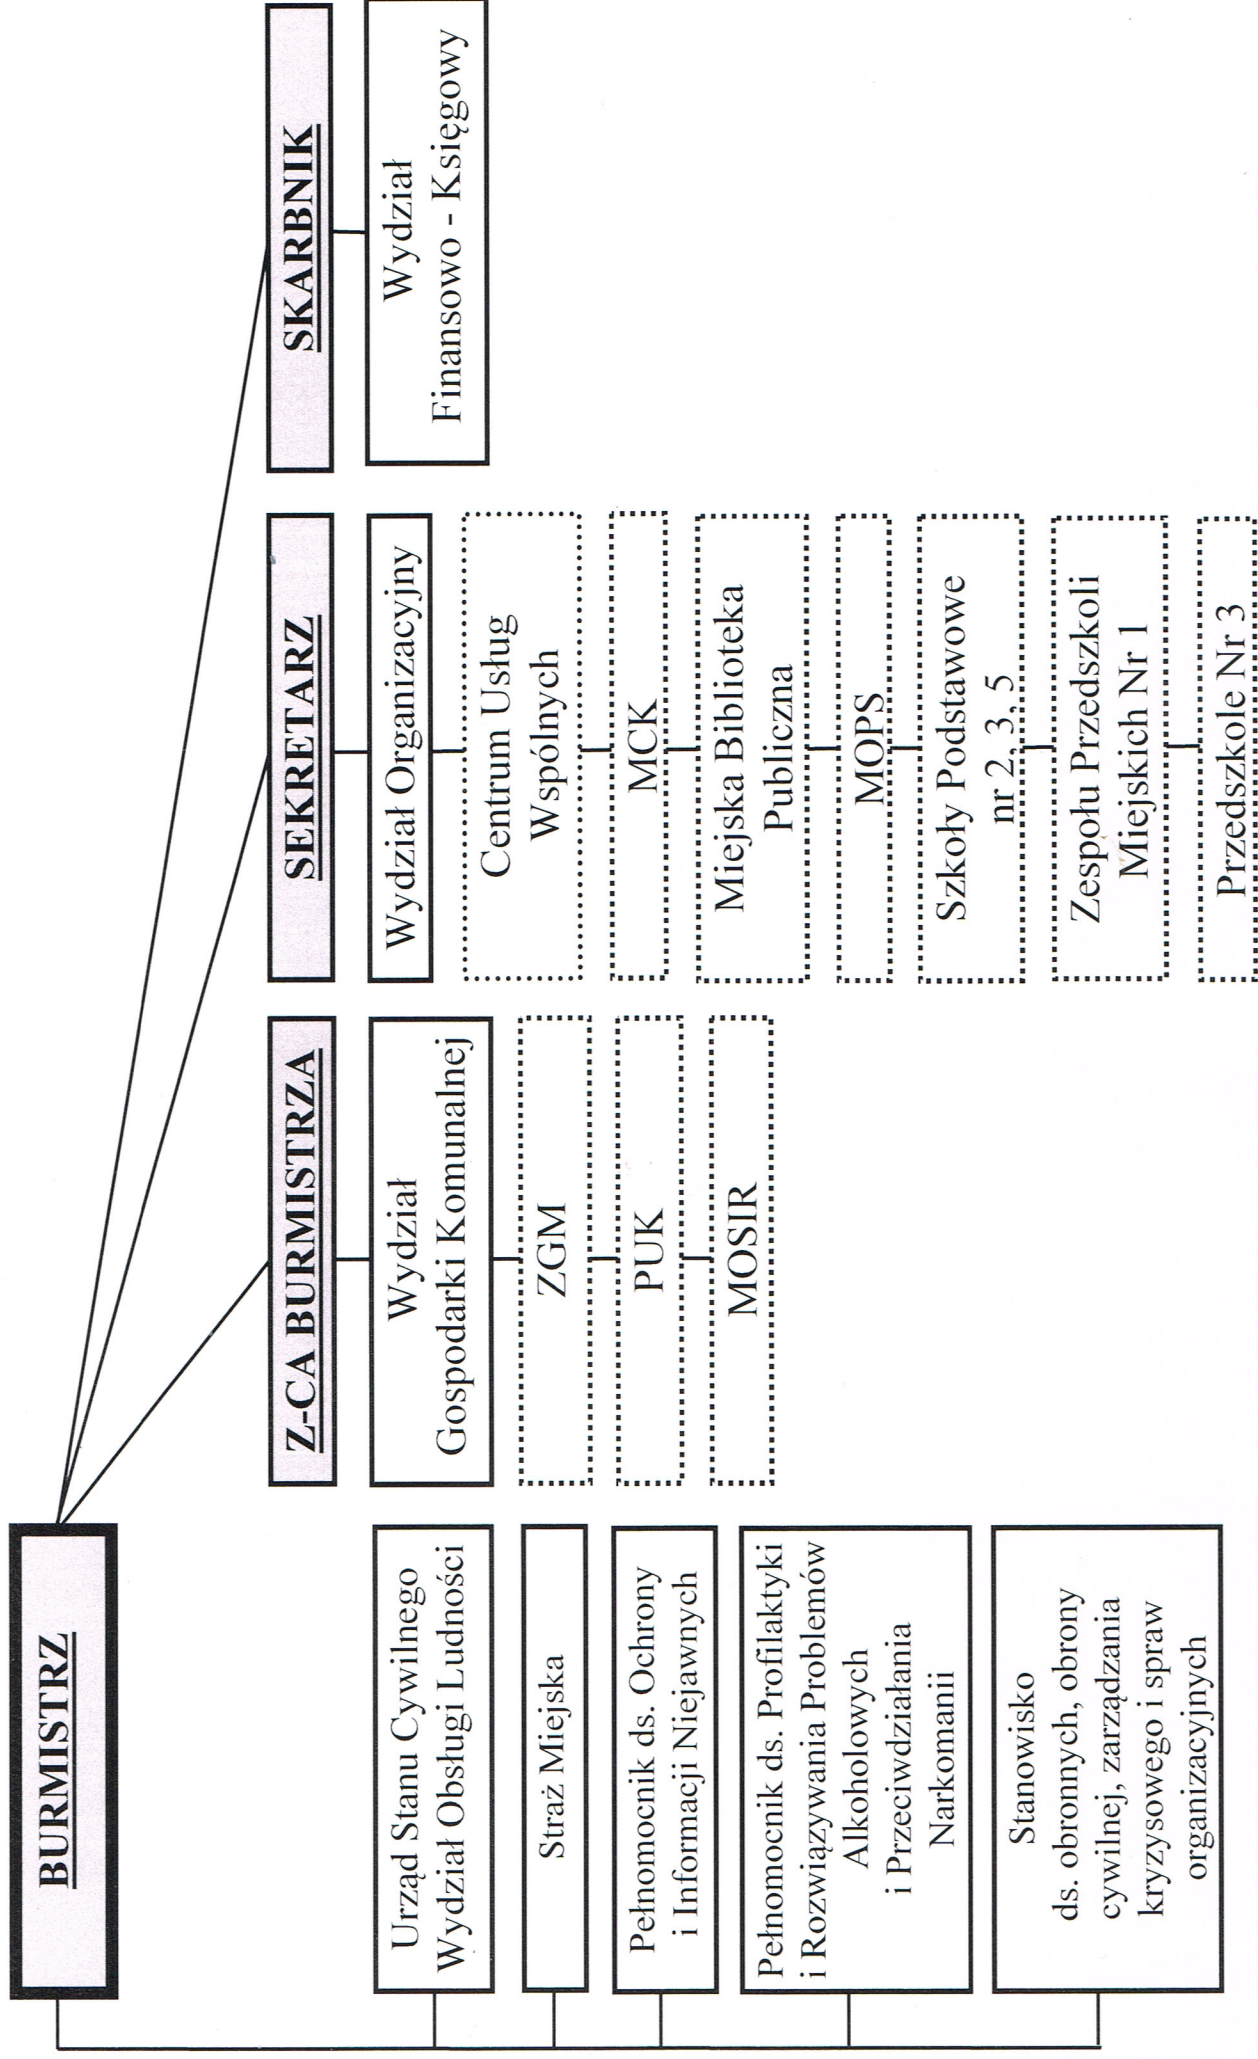 BURMISTRZ
Urząd Stanu Cywilnego
Wydział Obsługi Ludności
Straż Miejska
Pełnomocnik ds. Ochrony
i Informacji Niejawnych
Pełnomocnik ds. Profilaktyki
i Rozwiązywania Problemów
Alkoholowych
i Przeciwdziałania
Narkomanii
Stanowisko
ds. obronnych, obrony
cywilnej, zarządzania
kryzysowego i spraw
organizacyjnych
Z-CA BURMISTRZA
Wydział
Gospodarki Komunalnej
ZGM
PUK
MOSIR
SEKRETARZ
Wydział Organizacyjny
Centrum Usług
Wspólnych
MCK
Miejska Biblioteka
Publiczna
MOPS
Szkoły Podstawowe
nr 2, 3, 5
Zespołu Przedszkoli
Miejskich Nr 1
Przedszkole Nr 3
SKARBNIK
Wydział
Finansowo - Księgowy